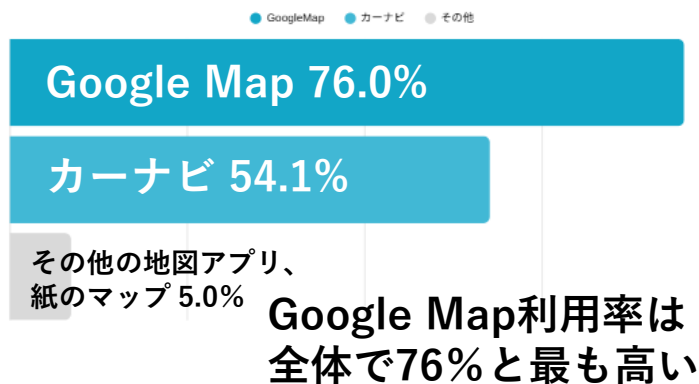 GoogleMap カーナビ その他
Google Map 76.0%
カーナビ 54.1%
その他の地図アプリ、
紙のマップ 5.0%
Google Map利用率は
全体で76%と最も高い